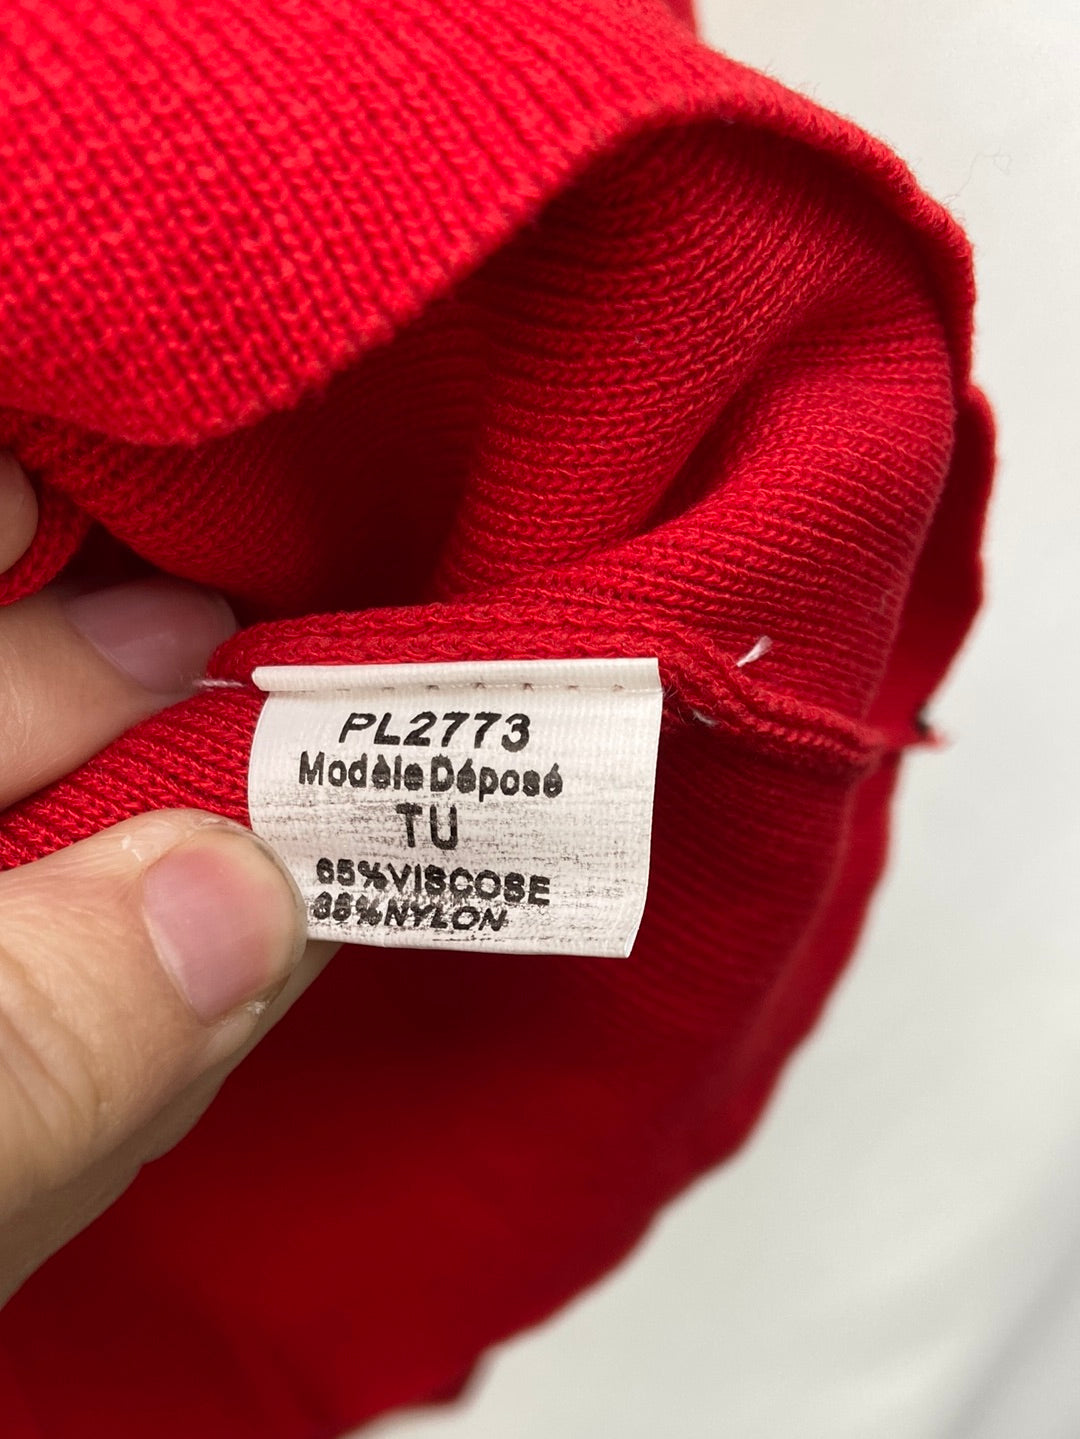 PL2773
Modèle Déposé
TU
65%VISCOSE
35%NYLON